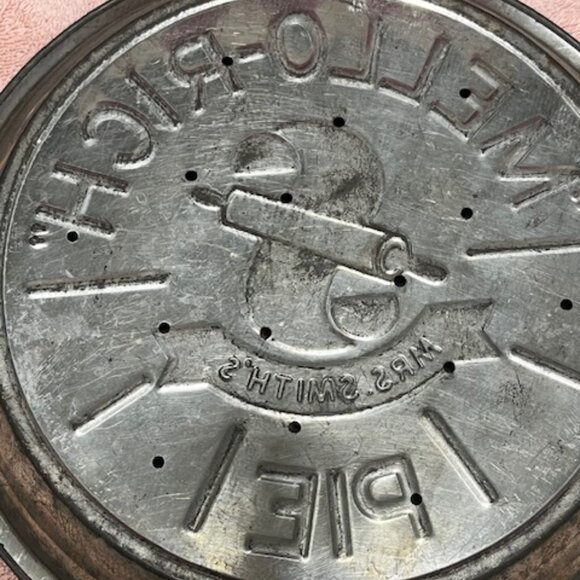 "MELLO-RICH"
MRS. SMITH'S
PIE